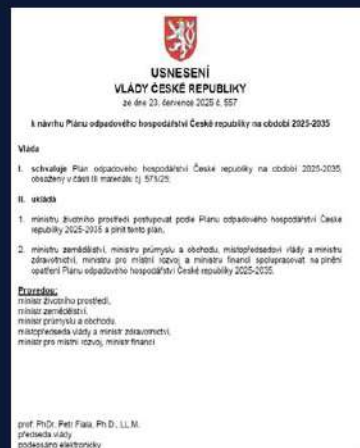 USNESENÍ
VLÁDY ČESKÉ REPUBLIKY
ze dne 23. července 2025 č. 557
k návrhu Plánu odpadového hospodářství České republiky na období 2025-2035
Vláda
I. schvaluje Plán odpadového hospodářství České republiky na období 2025-2035, obsažený v části III materiálu čj. 573/25;
II. ukládá
1. ministru životního prostředí postupovat podle Plánu odpadového hospodářství České
republiky 2025-2035 a plnit tento plán,
2. ministru zemědělství, ministru průmyslu a obchodu, místopředsedovi vlády a ministru
zdravotnictví, ministru pro místní rozvoj a ministru financí spolupracovat na plnění
opatření Plánu odpadového hospodářství České republiky 2025-2035.
Provedou:
ministr životního prostředí,
ministr zemědělství,
ministr průmyslu a obchodu,
místopředseda vlády a ministr zdravotnictví,
ministr pro místní rozvoj, ministr financí
prof. PhDr. Petr Fiala, Ph.D., LL.M.
předseda vlády
podepsáno elektronicky